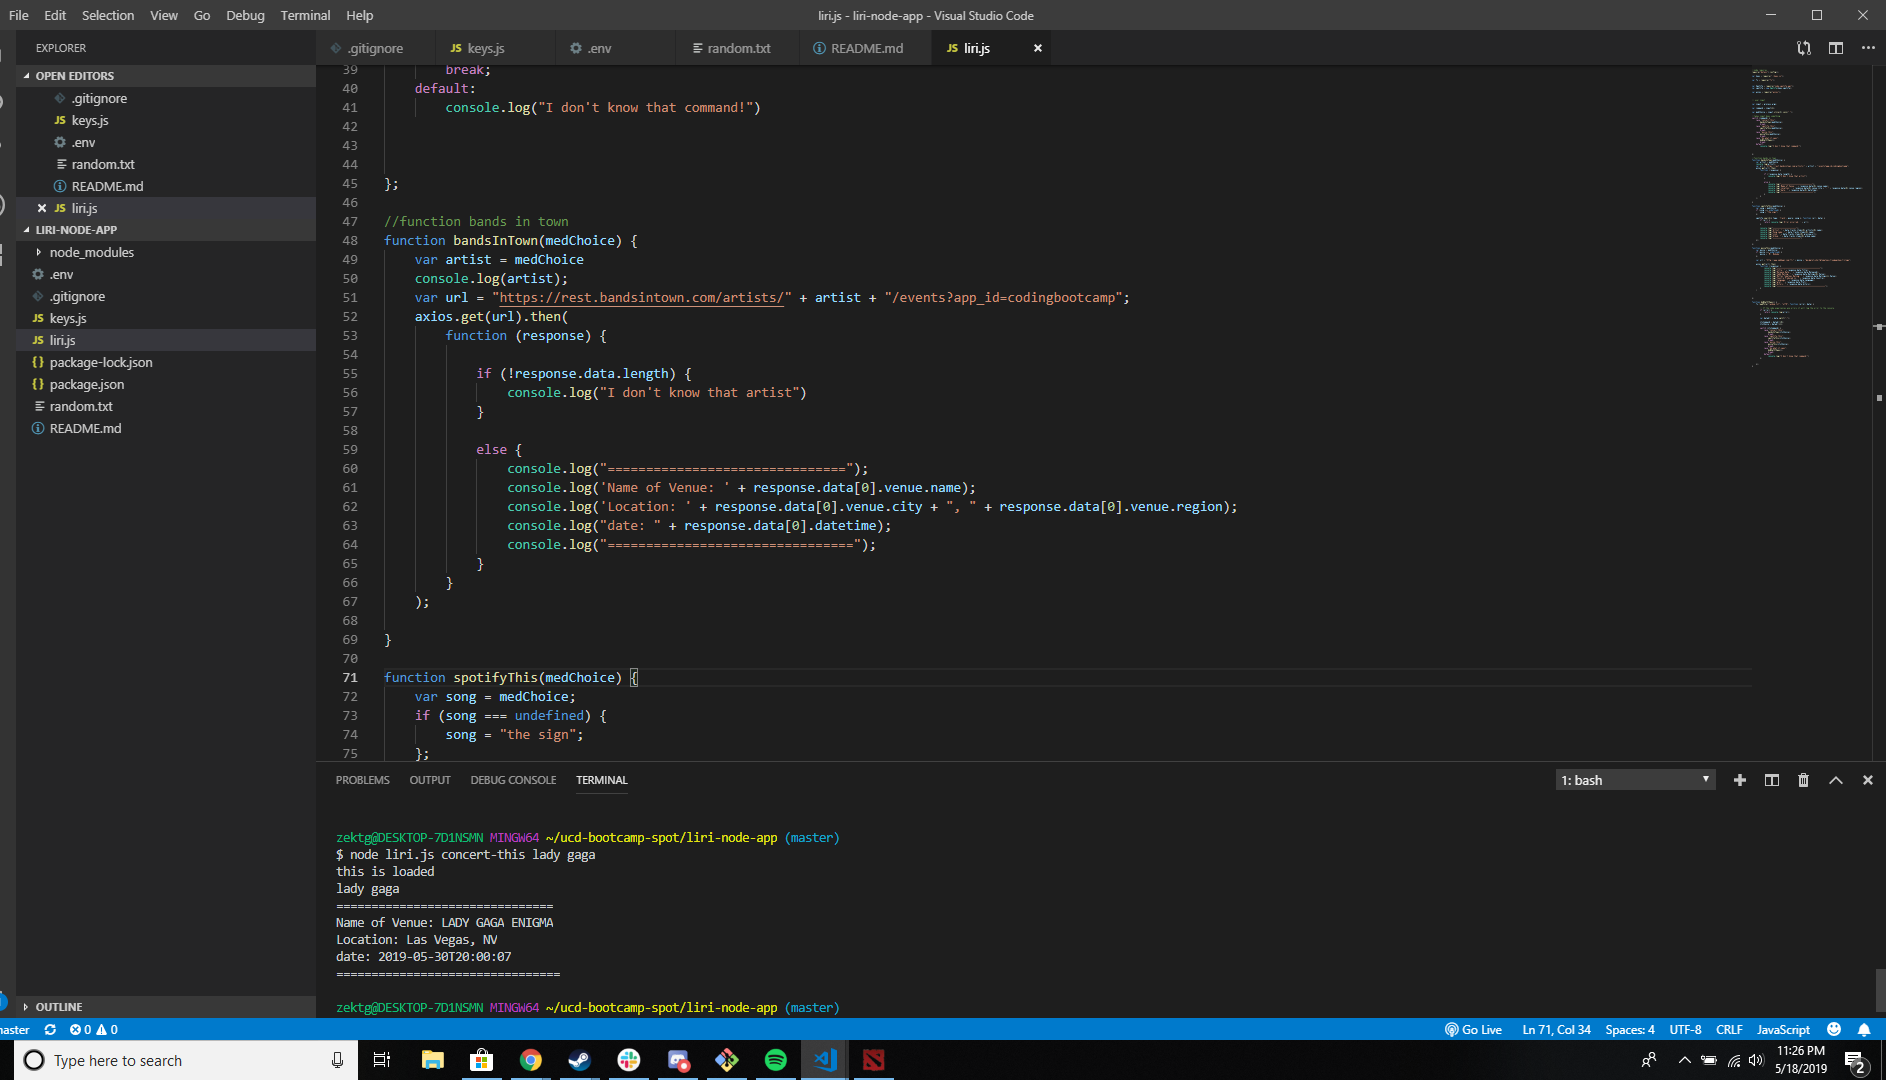 File Edit Selection View Go Debug Terminal Help
liri.js - liri-node-app - Visual Studio Code
EXPLORER
OPEN EDITORS
.gitignore
keys.js
.env
random.txt
README.md
liri.js
LIRI-NODE-APP
node_modules
.env
.gitignore
keys.js
liri.js
package-lock.json
package.json
random.txt
README.md
OUTLINE
.gitignore JS keys.js .env random.txt README.md JS liri.js
39 break;
40 default:
41 console.log("I don't know that command!")
42
43
44
45 };
46
47 //function bands in town
48 function bandsInTown(medChoice) {
49 var artist = medChoice
50 console.log(artist);
51 var url = "https://rest.bandsintown.com/artists/" + artist + "/events?app_id=codingbootcamp";
52 axios.get(url).then(
53 function (response) {
54
55 if (!response.data.length) {
56 console.log("I don't know that artist")
57 }
58
59 else {
60 console.log("===============================");
61 console.log('Name of Venue: ' + response.data[0].venue.name);
62 console.log('Location: ' + response.data[0].venue.city + ", " + response.data[0].venue.region);
63 console.log("date: " + response.data[0].datetime);
64 console.log("================================");
65 }
66 }
67 );
68
69 }
70
71 function spotifyThis(medChoice) {
72 var song = medChoice;
73 if (song === undefined) {
74 song = "the sign";
75 };
PROBLEMS OUTPUT DEBUG CONSOLE TERMINAL
1: bash
zektg@DESKTOP-7D1NSMN MINGW64 ~/ucd-bootcamp-spot/liri-node-app (master)
$ node liri.js concert-this lady gaga
this is loaded
lady gaga
===============================
Name of Venue: LADY GAGA ENIGMA
Location: Las Vegas, NV
date: 2019-05-30T20:00:07
================================
zektg@DESKTOP-7D1NSMN MINGW64 ~/ucd-bootcamp-spot/liri-node-app (master)
aster 0 0 Go Live Ln 71, Col 34 Spaces: 4 UTF-8 CRLF JavaScript
Type here to search
11:26 PM
5/18/2019
2